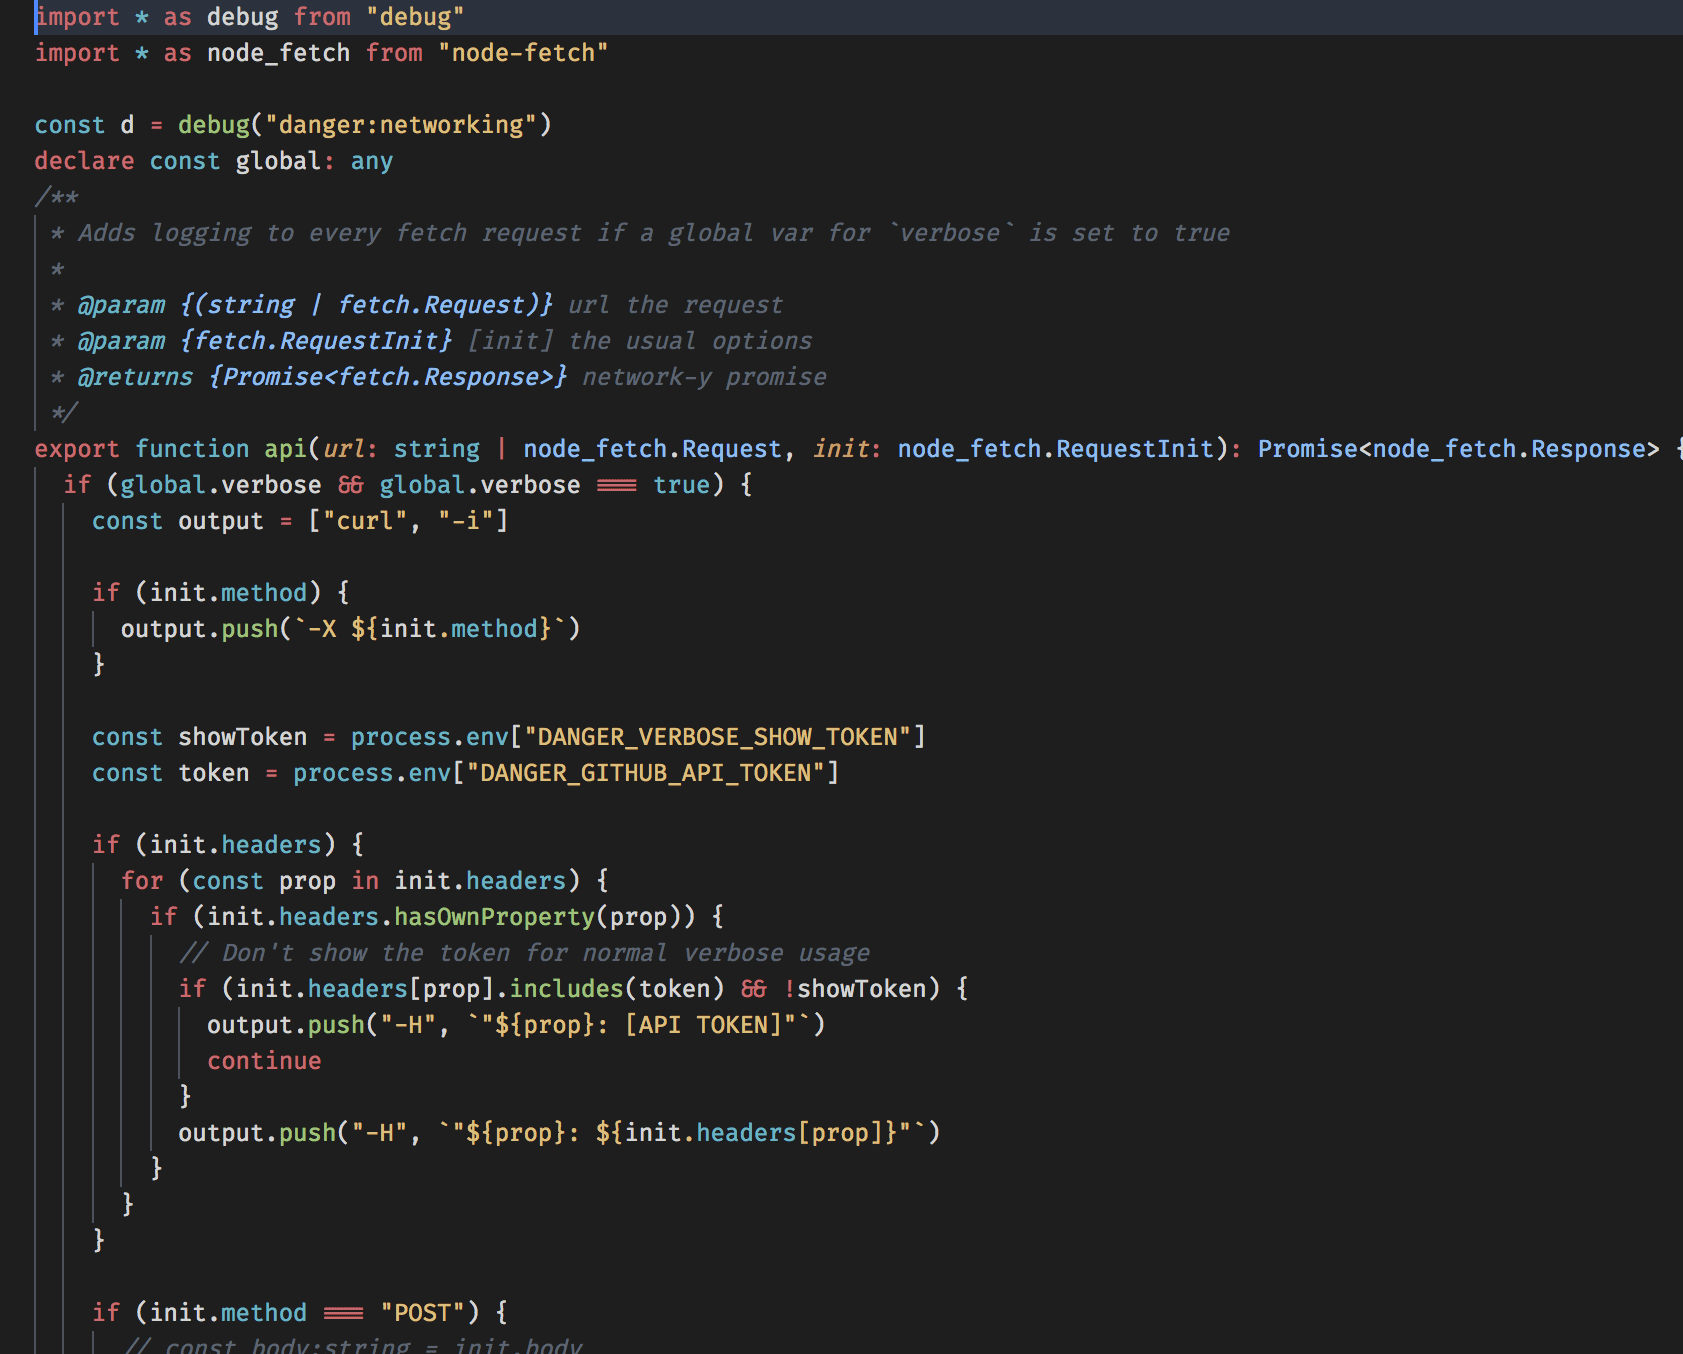 import * as debug from "debug"
import * as node_fetch from "node-fetch"
const d = debug("danger:networking")
declare const global: any
/**
* Adds logging to every fetch request if a global var for `verbose` is set to true
*
* @param {(string | fetch.Request)} url the request
* @param {fetch.RequestInit} [init] the usual options
* @returns {Promise<fetch.Response>} network-y promise
*/
export function api(url: string | node_fetch.Request, init: node_fetch.RequestInit): Promise<node_fetch.Response> {
if (global.verbose && global.verbose === true) {
const output = ["curl", "-i"]
if (init.method) {
output.push(`-X ${init.method}`)
}
const showToken = process.env["DANGER_VERBOSE_SHOW_TOKEN"]
const token = process.env["DANGER_GITHUB_API_TOKEN"]
if (init.headers) {
for (const prop in init.headers) {
if (init.headers.hasOwnProperty(prop)) {
// Don't show the token for normal verbose usage
if (init.headers[prop].includes(token) && !showToken) {
output.push("-H", `"${prop}: [API TOKEN]"`)
continue
}
output.push("-H", `"${prop}: ${init.headers[prop]}"`)
}
}
}
if (init.method === "POST") {
// const body:string = init.body